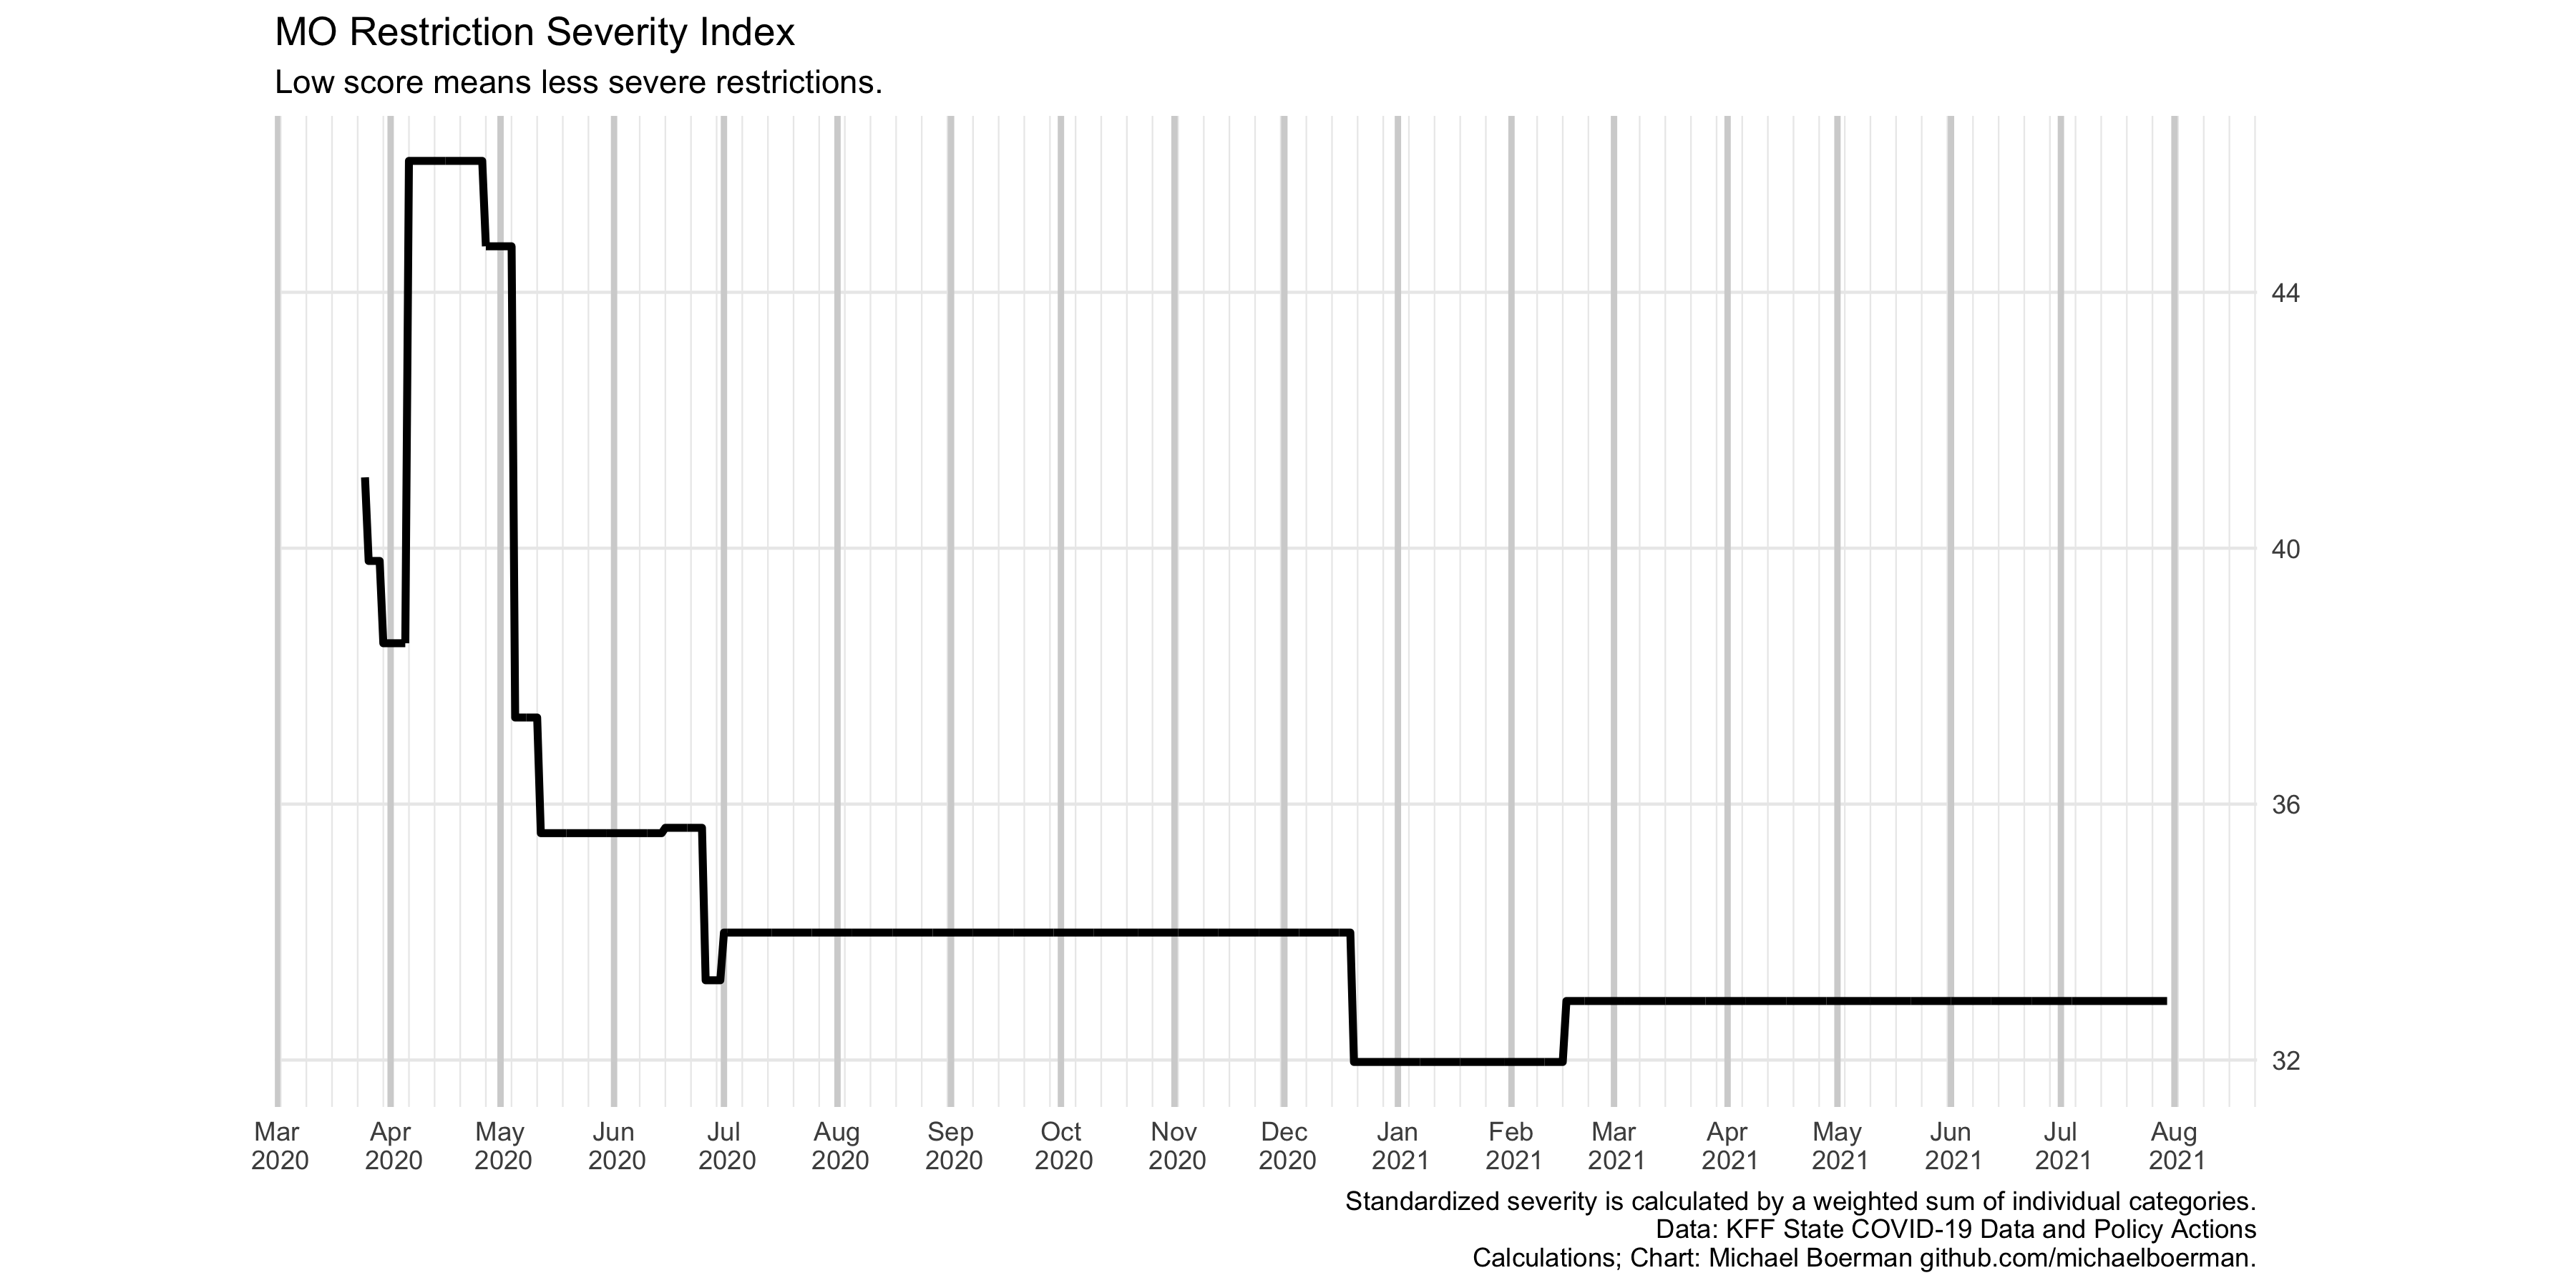 MO Restriction Severity Index
Low score means less severe restrictions.
44
40
36
32
Mar Apr May Jun Jul Aug Sep Oct Nov Dec Jan Feb Mar Apr May Jun Jul Aug
2020 2020 2020 2020 2020 2020 2020 2020 2020 2020 2021 2021 2021 2021 2021 2021 2021 2021
Standardized severity is calculated by a weighted sum of individual categories.
Data: KFF State COVID-19 Data and Policy Actions
Calculations; Chart: Michael Boerman github.com/michaelboerman.